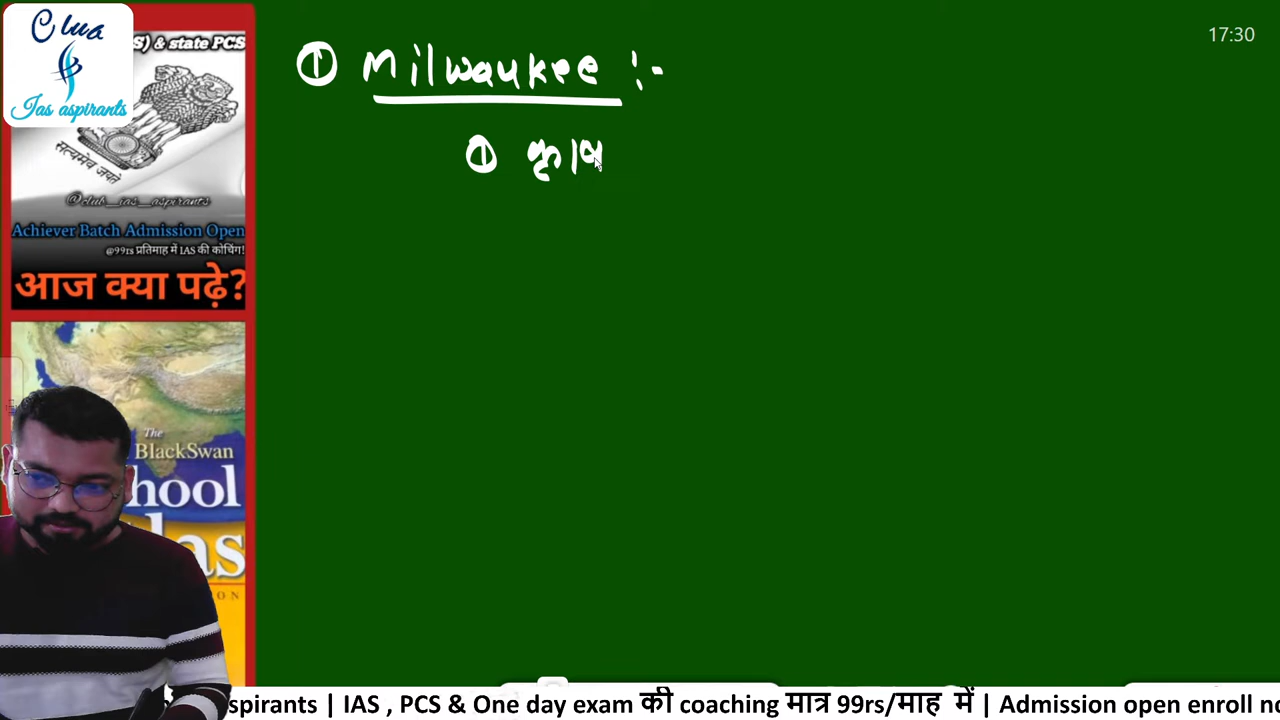 Club
Ias aspirants
S) & state PCS
सत्यमेव जयते
@club_ias_aspirants
Achiever Batch Admission Open
@99rs प्रतिमाह में IAS की कोचिंग!
आज क्या पढ़े?
The
BlackSwan
hool
las
ON
17:30
① Milwaukee :-
① कृषि
spirants | IAS , PCS & One day exam की coaching मात्र 99rs/माह में | Admission open enroll no